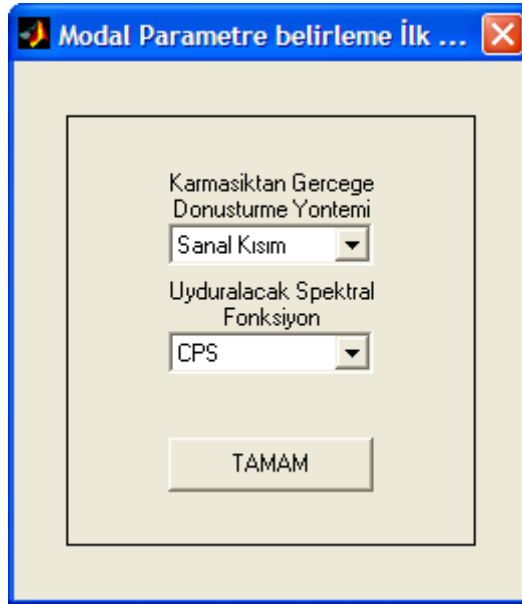 Modal Parametre belirleme İlk ...
Karmasiktan Gercege
Donusturme Yontemi
Sanal Kısım
Uyduralacak Spektral
Fonksiyon
CPS
TAMAM